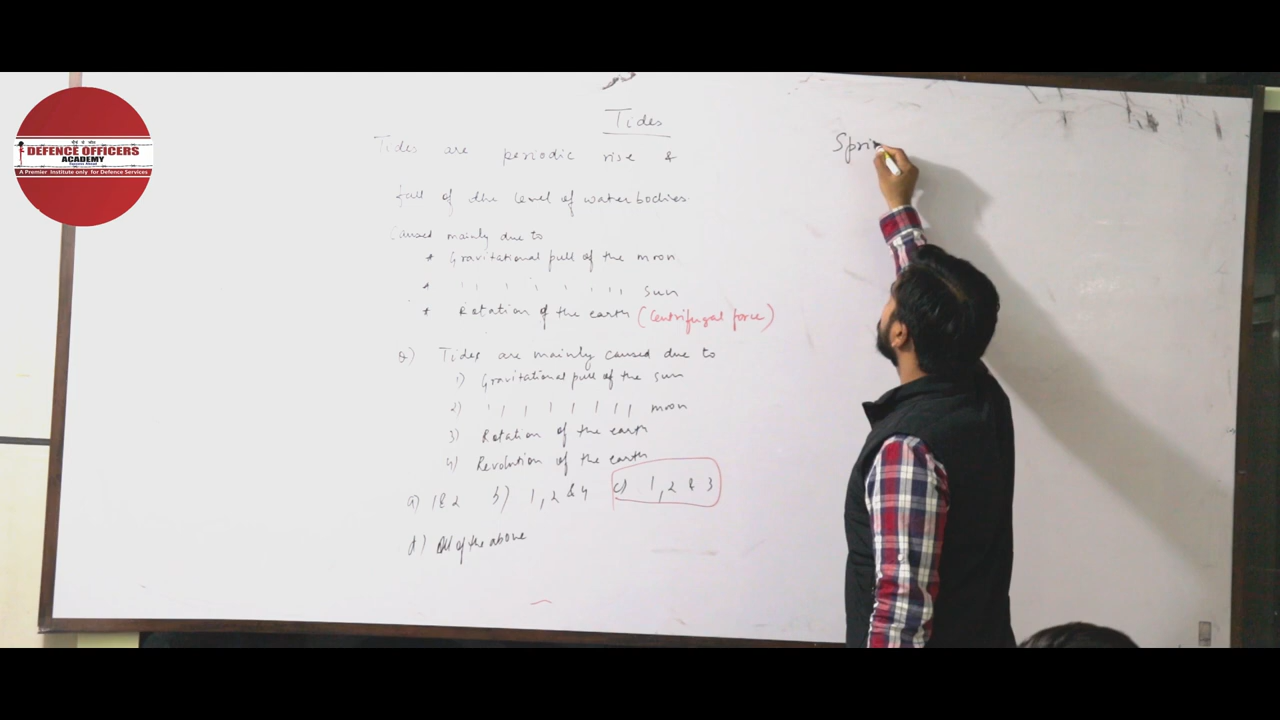 DEFENCE OFFICERS
ACADEMY
A Premier Institute only for Defence Services
Tides
Tides are periodic rise &
fall of the level of waterbodies.
Caused mainly due to
* Gravitational pull of the moon
* ,, ,, ,, ,, sun
* Rotation of the earth (Centrifugal force)
Q) Tides are mainly caused due to
1) Gravitational pull of the sun
2) ,, ,, ,, ,, moon
3) Rotation of the earth
4) Revolution of the earth
a) 1&2 b) 1,2 &4 c) 1,2 & 3
d) All of the above
Sprin